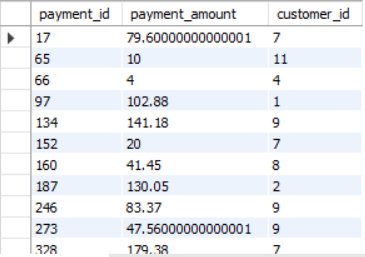 payment_id payment_amount customer_id
17 79.60000000000001 7
65 10 11
66 4 4
97 102.88 1
134 141.18 9
152 20 7
160 41.45 8
187 130.05 2
246 83.37 9
273 47.56000000000001 9
328 179.38 7